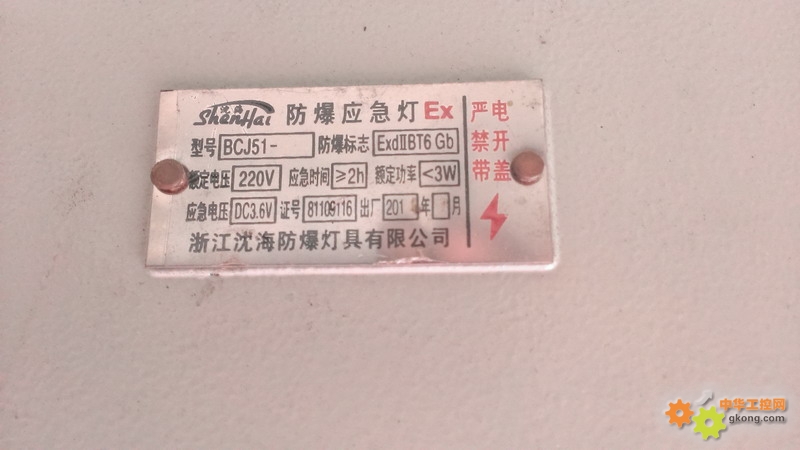 沈海 ShenHai 防爆应急灯 Ex
型号 BCJ51- 防爆标志 ExdⅡBT6 Gb
额定电压 220V 应急时间 ≥2h 额定功率 <3W
应急电压 DC3.6V 证号 81109116 出厂 201 年 月
浙江沈海防爆灯具有限公司
严禁带电开盖
中华工控网
gkong.com